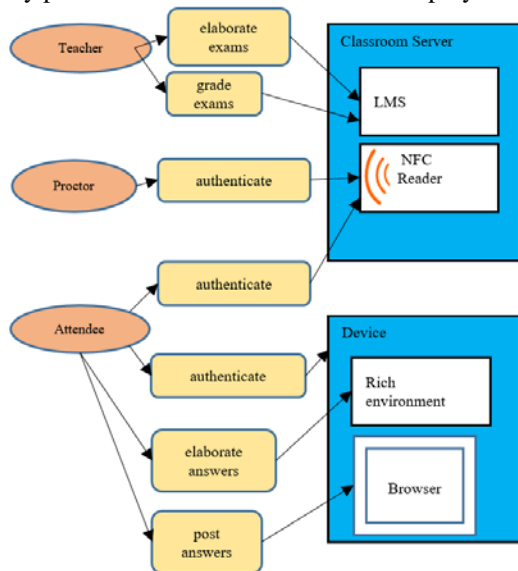 Teacher
elaborate
exams
grade
exams
Classroom Server
LMS
NFC
Reader
Proctor
authenticate
authenticate
Attendee
authenticate
elaborate
answers
post
answers
Device
Rich
environment
Browser